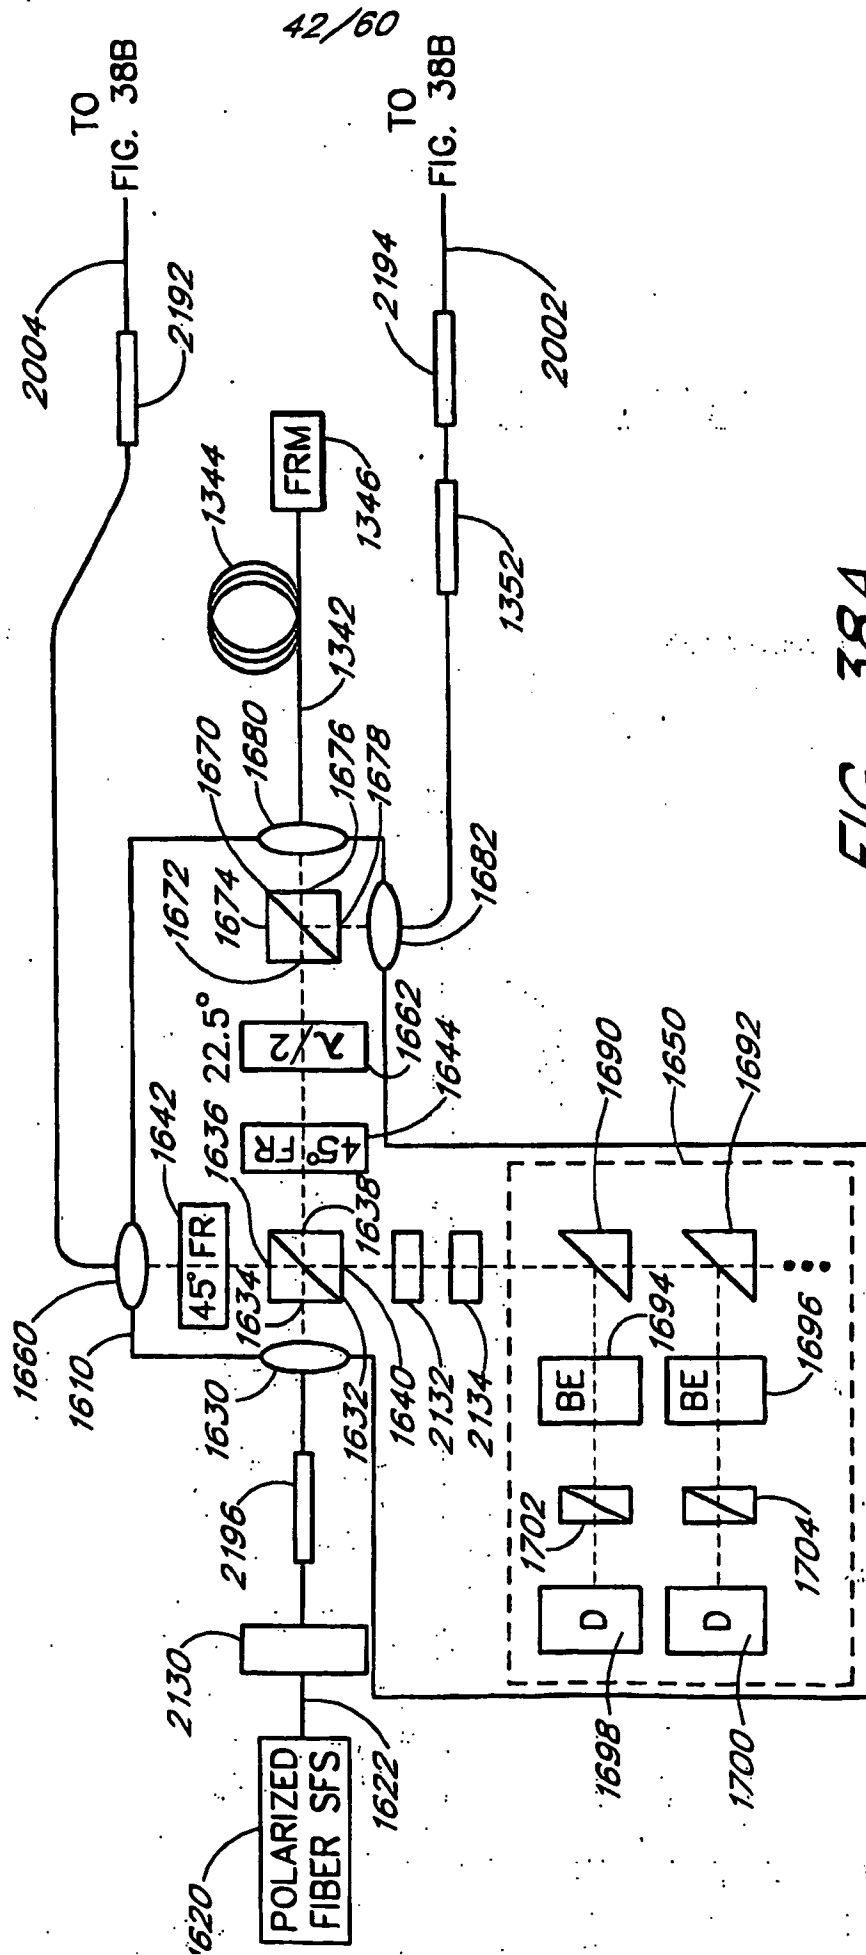 42/60
TO
FIG. 38B
2004
2192
TO
FIG. 38B
2194
2002
1344
FRM
1346
1342
1352
1670
1680
1676
1678
1672
1674
1682
22.5°
λ/2
1662
1644
1642
45° FR
1636
45° FR
1638
1634
1660
1610
1630
1632
1640
2132
2134
2196
2130
1622
POLARIZED
FIBER SFS
1620
1690
1650
1692
BE
1694
BE
1696
1702
1704
D
1698
D
1700
FIG. 38A